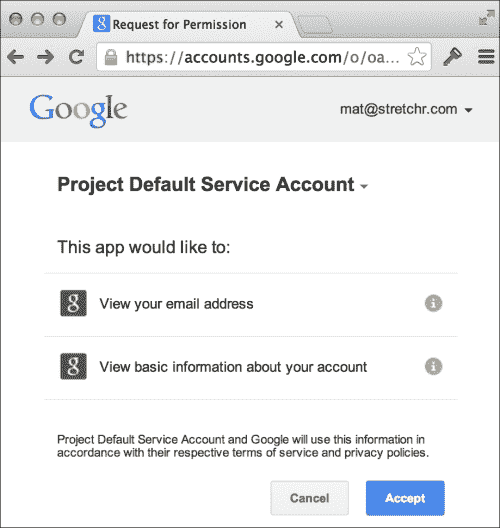 Request for Permission
https://accounts.google.com/o/oa...
Google
mat@stretchr.com
Project Default Service Account
This app would like to:
g View your email address
g View basic information about your account
Project Default Service Account and Google will use this information in
accordance with their respective terms of service and privacy policies.
Cancel Accept